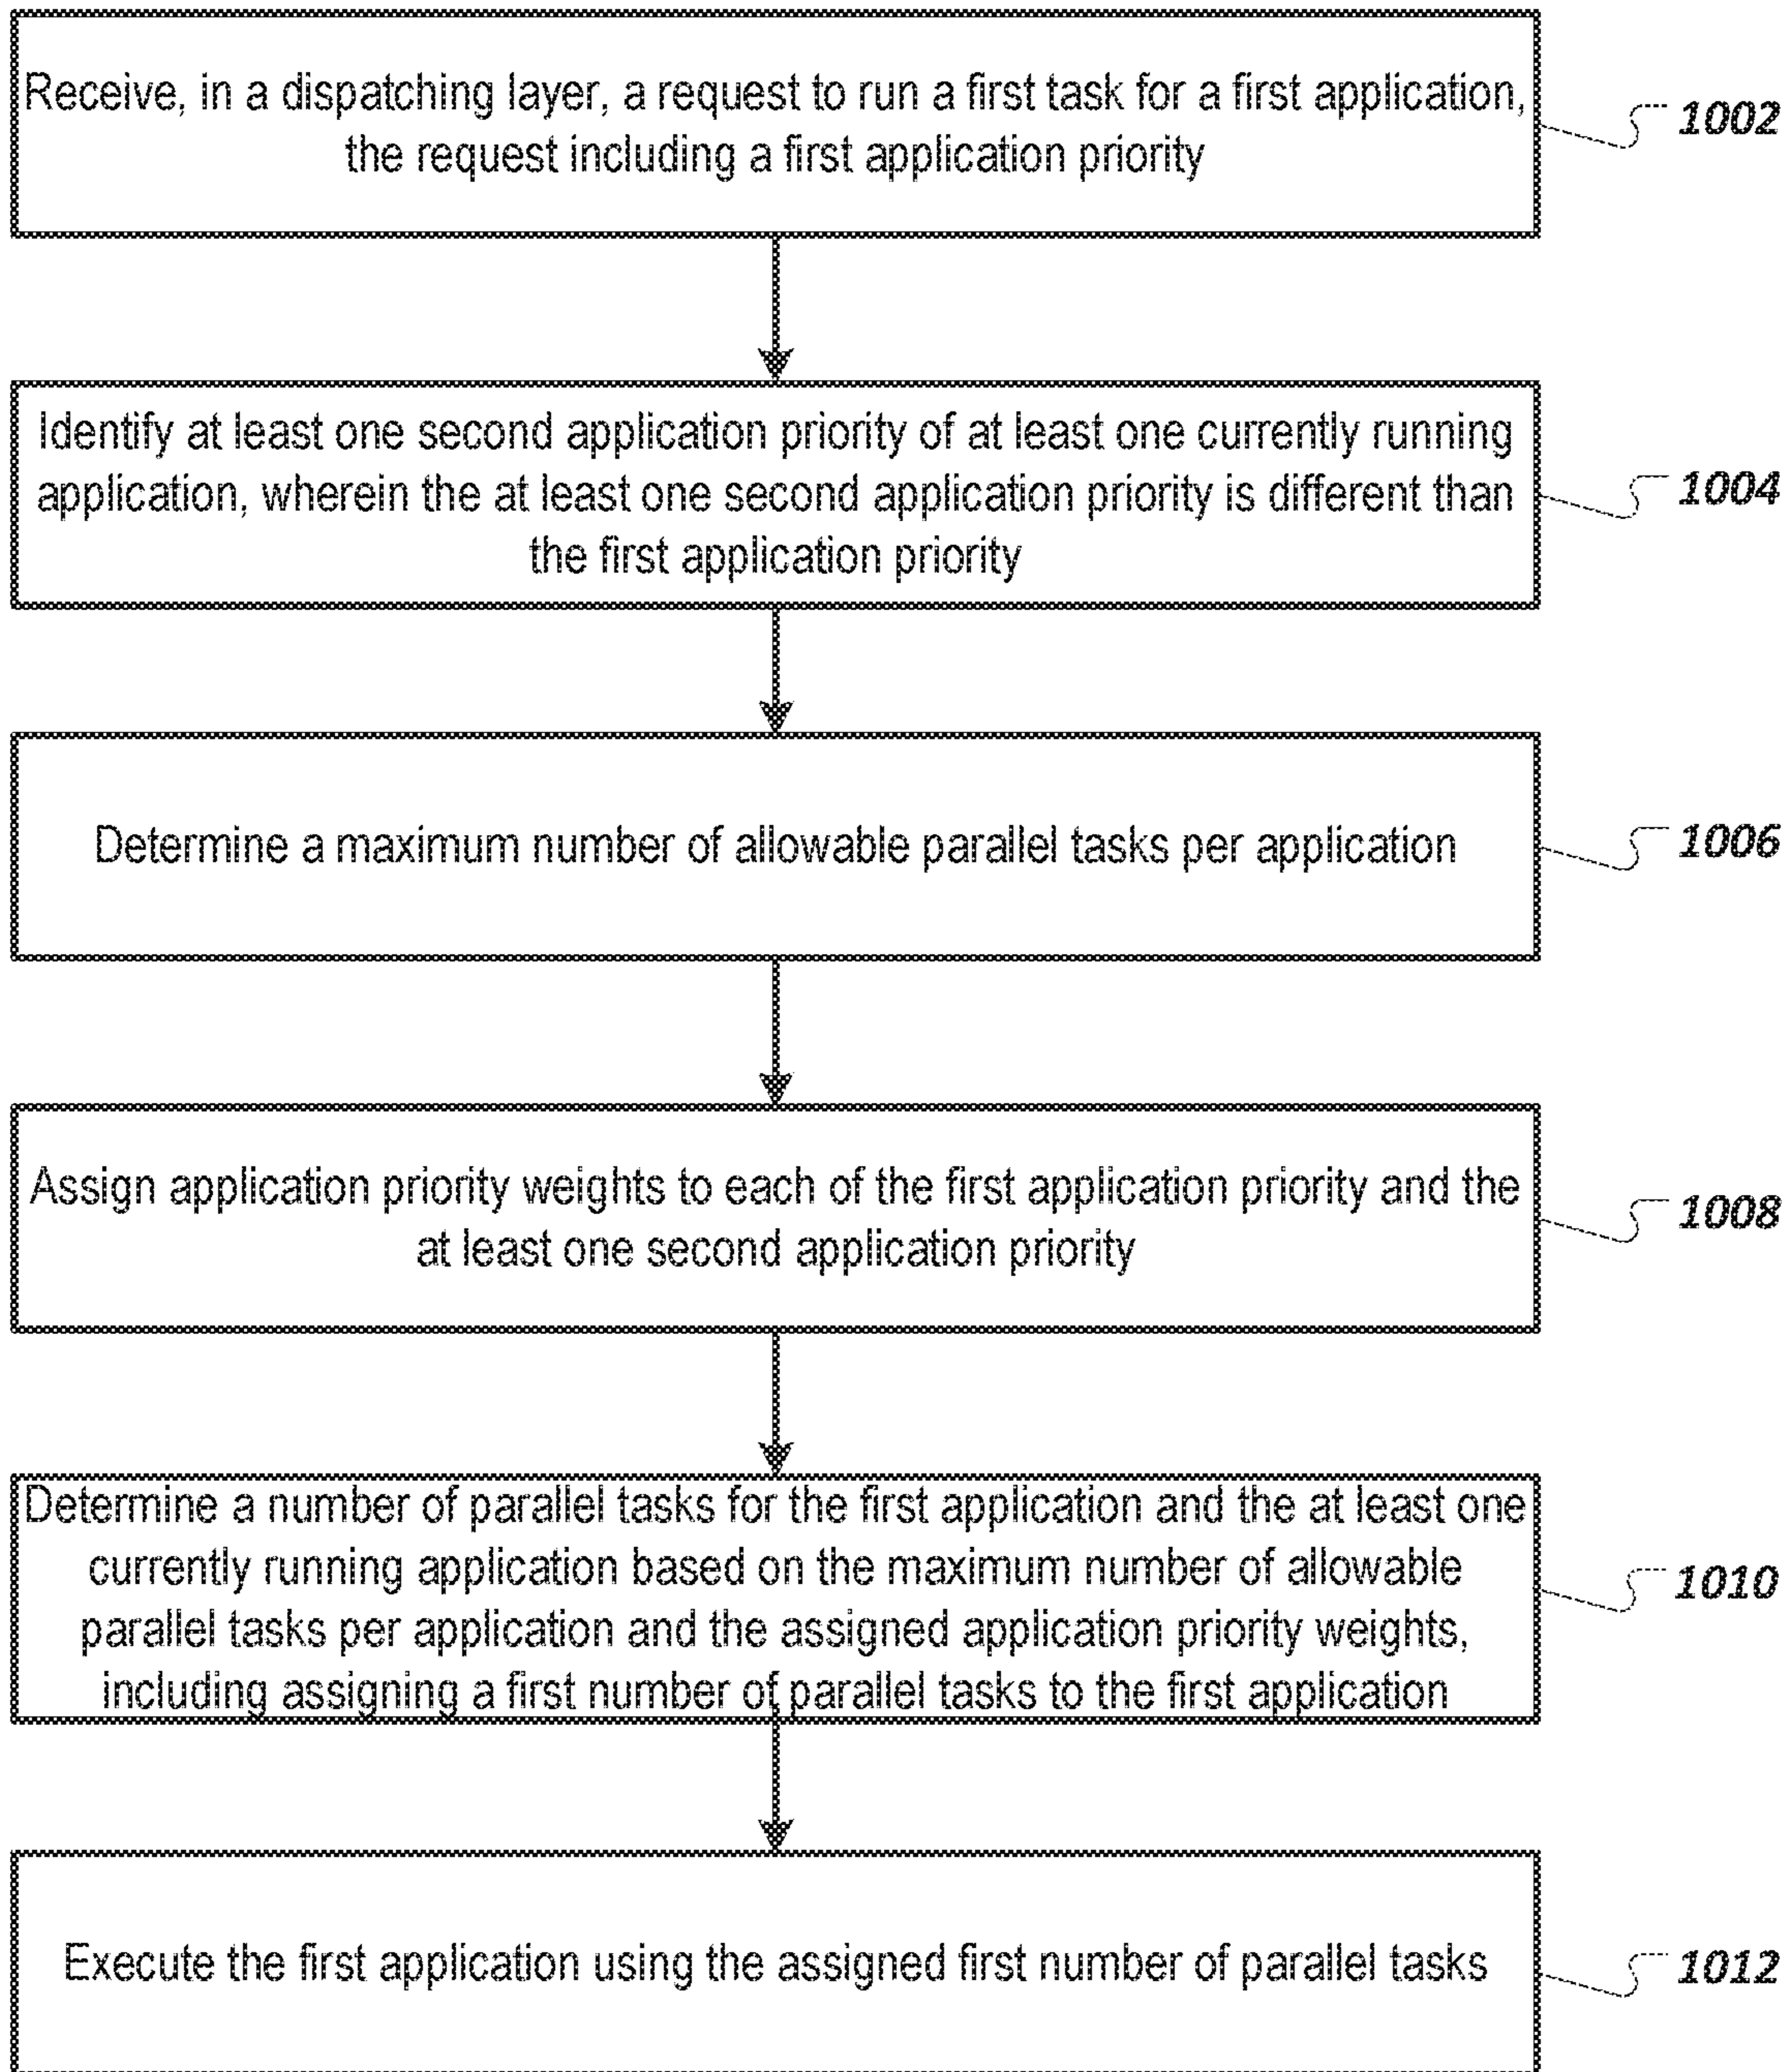 Receive, in a dispatching layer, a request to run a first task for a first application,
the request including a first application priority
1002
Identify at least one second application priority of at least one currently running
application, wherein the at least one second application priority is different than
the first application priority
1004
Determine a maximum number of allowable parallel tasks per application
1006
Assign application priority weights to each of the first application priority and the
at least one second application priority
1008
Determine a number of parallel tasks for the first application and the at least one
currently running application based on the maximum number of allowable
parallel tasks per application and the assigned application priority weights,
including assigning a first number of parallel tasks to the first application
1010
Execute the first application using the assigned first number of parallel tasks
1012